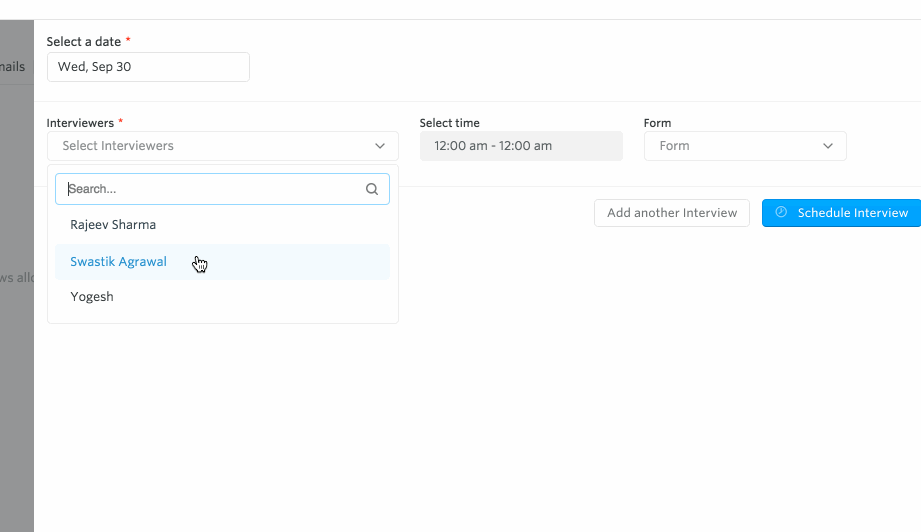 Select a date *
nails
Wed, Sep 30
Interviewers *
Select time
Form
Select Interviewers
12:00 am - 12:00 am
Form
Search...
Rajeev Sharma
Add another Interview
Schedule Interview
Swastik Agrawal
ws allo
Yogesh